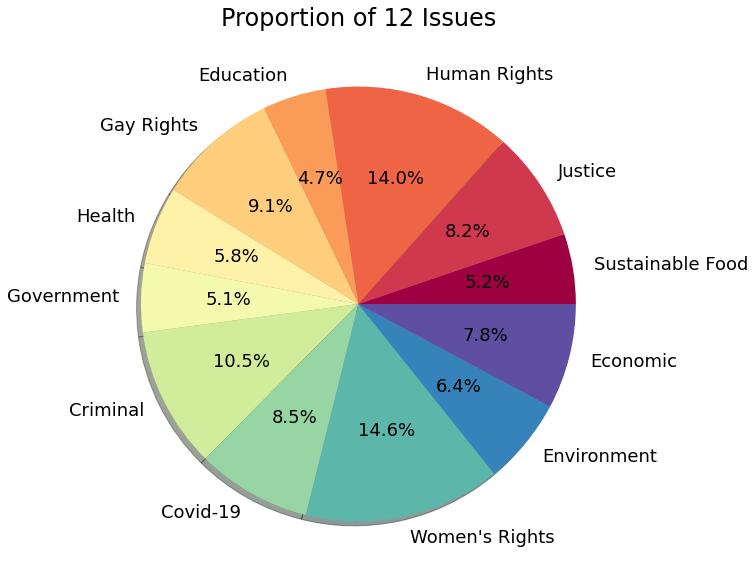 Proportion of 12 Issues
Human Rights
Education
Gay Rights
Justice
4.7%
14.0%
9.1%
Health
8.2%
5.8%
Sustainable Food
5.2%
Government
5.1%
7.8%
10.5%
Economic
6.4%
Criminal
8.5%
14.6%
Environment
Covid-19
Women's Rights